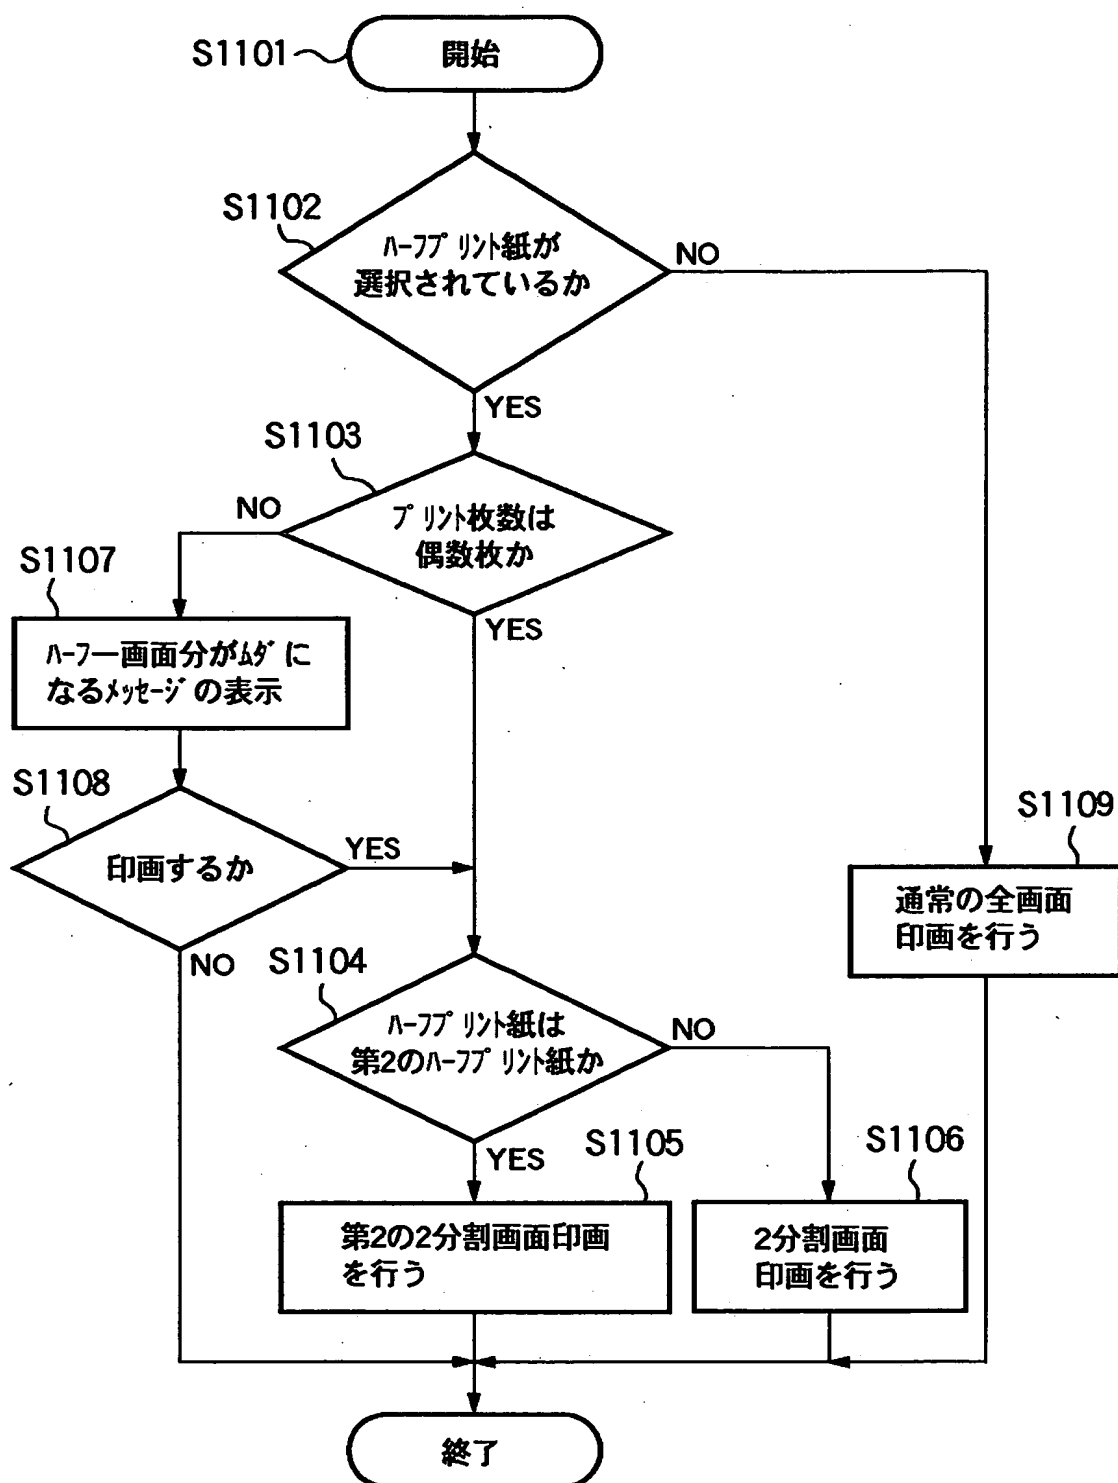 S1101
開始
S1102
ﾊｰﾌﾌﾟﾘﾝﾄ紙が
選択されているか
NO
YES
S1103
NO
ﾌﾟﾘﾝﾄ枚数は
偶数枚か
S1107
YES
ﾊｰﾌ一画面分がﾑﾀﾞに
なるﾒｯｾｰｼﾞの表示
S1108
印画するか
YES
NO
S1109
通常の全画面
印画を行う
S1104
ﾊｰﾌﾌﾟﾘﾝﾄ紙は
第2のﾊｰﾌﾌﾟﾘﾝﾄ紙か
NO
YES
S1105
第2の2分割画面印画
を行う
S1106
2分割画面
印画を行う
終了